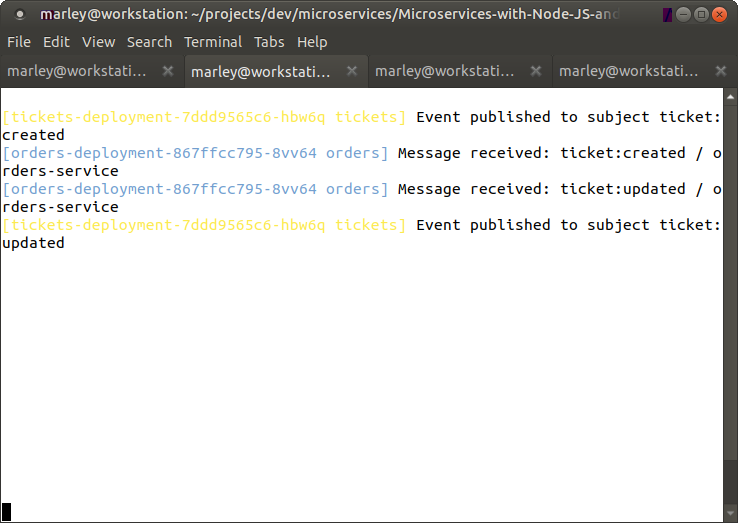 marley@workstation: ~/projects/dev/microservices/Microservices-with-Node-JS-and
File Edit View Search Terminal Tabs Help
marley@workstati... marley@workstati... marley@workstati... marley@workstati...
[tickets-deployment-7ddd9565c6-hbw6q tickets] Event published to subject ticket:
created
[orders-deployment-867ffcc795-8vv64 orders] Message received: ticket:created / o
rders-service
[orders-deployment-867ffcc795-8vv64 orders] Message received: ticket:updated / o
rders-service
[tickets-deployment-7ddd9565c6-hbw6q tickets] Event published to subject ticket:
updated